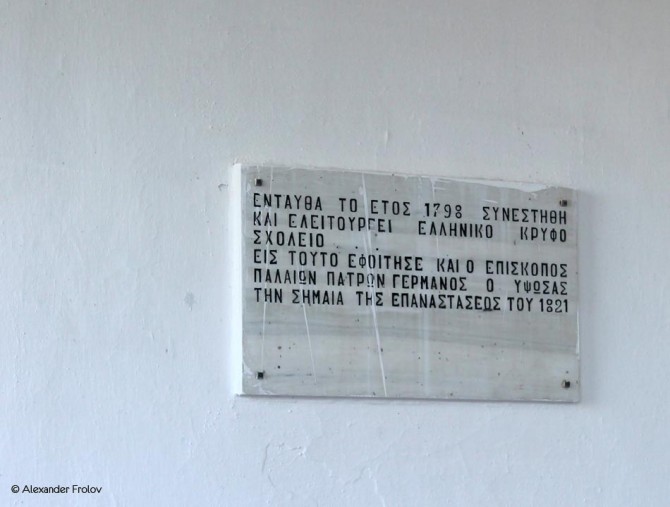 ΕΝΤΑΥΘΑ ΤΟ ΕΤΟΣ 1798 ΣΥΝΕΣΤΗΘΗ
ΚΑΙ ΕΛΕΙΤΟΥΡΓΕΙ ΕΛΛΗΝΙΚΟ ΚΡΥΦΟ
ΣΧΟΛΕΙΟ . . .
ΕΙΣ ΤΟΥΤΟ ΕΦΟΙΤΗΣΕ ΚΑΙ Ο ΕΠΙΣΚΟΠΟΣ
ΠΑΛΑΙΩΝ ΠΑΤΡΩΝ ΓΕΡΜΑΝΟΣ Ο ΥΨΩΣΑΣ
ΤΗΝ ΣΗΜΑΙΑ ΤΗΣ ΕΠΑΝΑΣΤΑΣΕΩΣ ΤΟΥ 1821
© Alexander Frolov